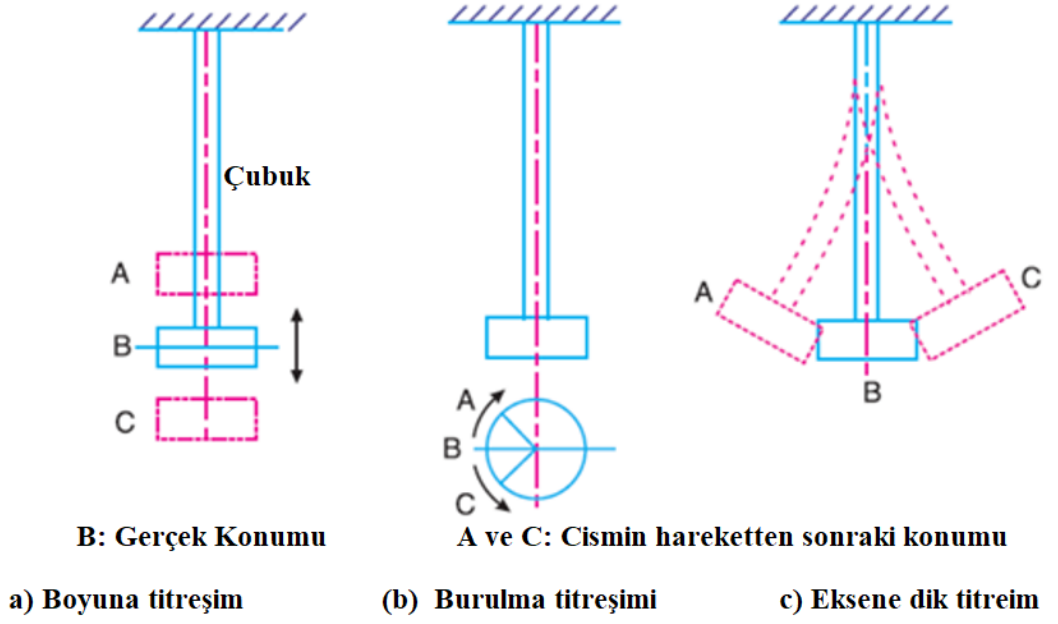 Çubuk
A
B
C
A
B
C
A
B
C
B: Gerçek Konumu
A ve C: Cismin hareketten sonraki konumu
a) Boyuna titreşim
(b) Burulma titreşimi
c) Eksene dik titreim